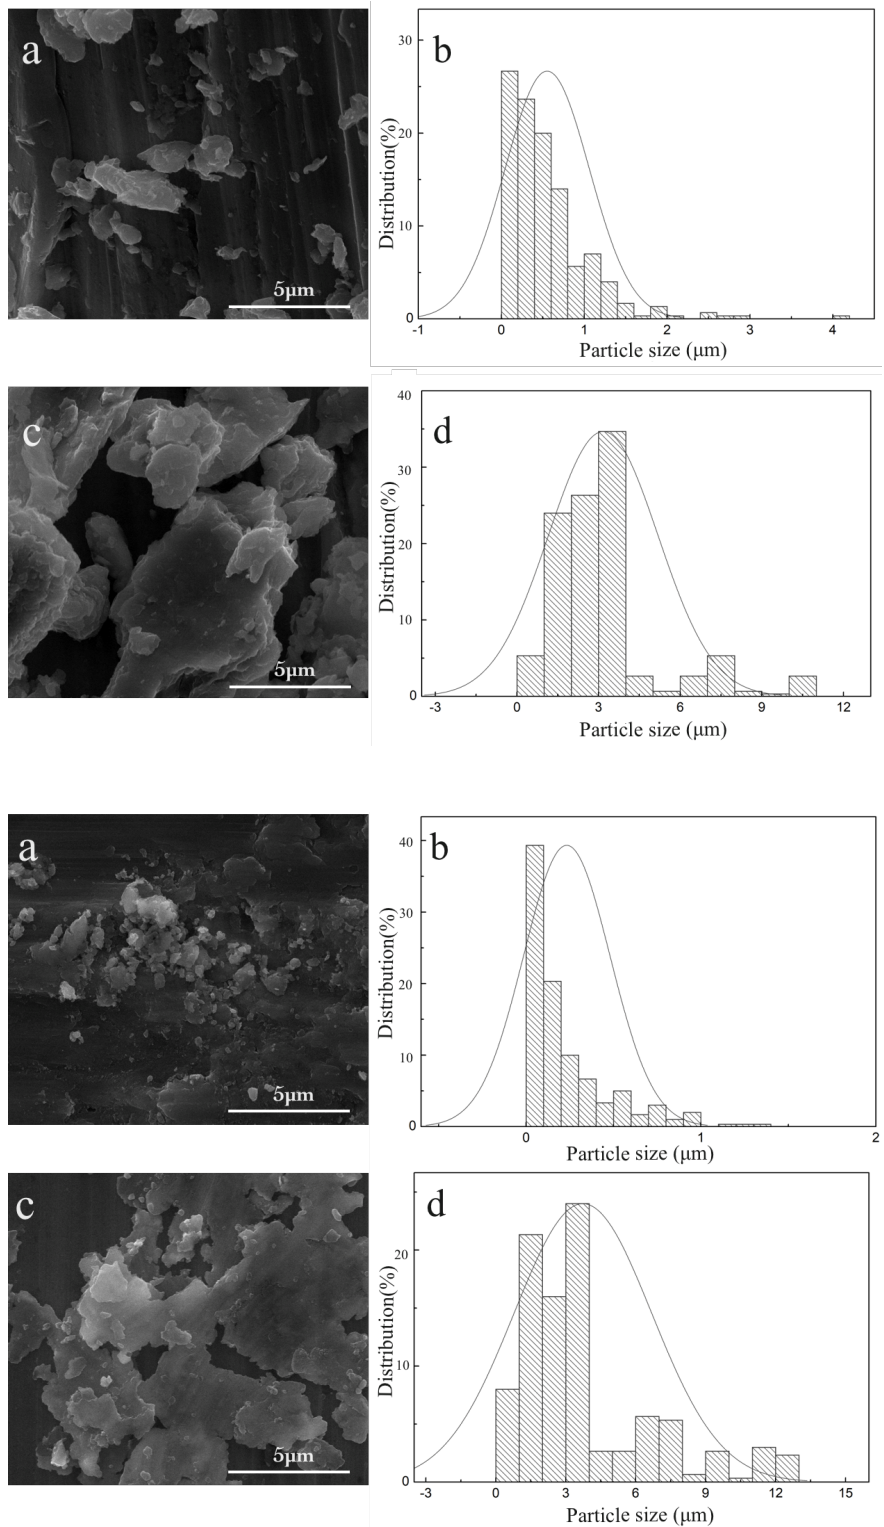 a
5μm
b
Distribution(%)
30
20
10
0
-1 0 1 2 3 4
Particle size (μm)
c
5μm
d
Distribution(%)
40
30
20
10
0
-3 0 3 6 9 12
Particle size (μm)
a
5μm
b
Distribution(%)
40
30
20
10
0
0 1 2
Particle size (μm)
c
5μm
d
Distribution(%)
20
10
0
-3 0 3 6 9 12 15
Particle size (μm)